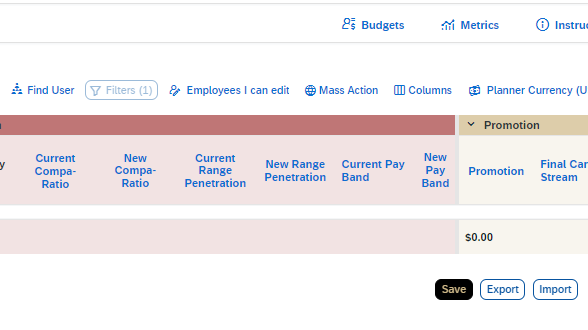 Budgets Metrics Instruc
Find User Filters (1) Employees I can edit Mass Action Columns Planner Currency (U
Promotion
y
Current
Compa-
Ratio
New
Compa-
Ratio
Current
Range
Penetration
New Range
Penetration
Current Pay
Band
New
Pay
Band
Promotion
Final Car
Stream
$0.00
Save Export Import